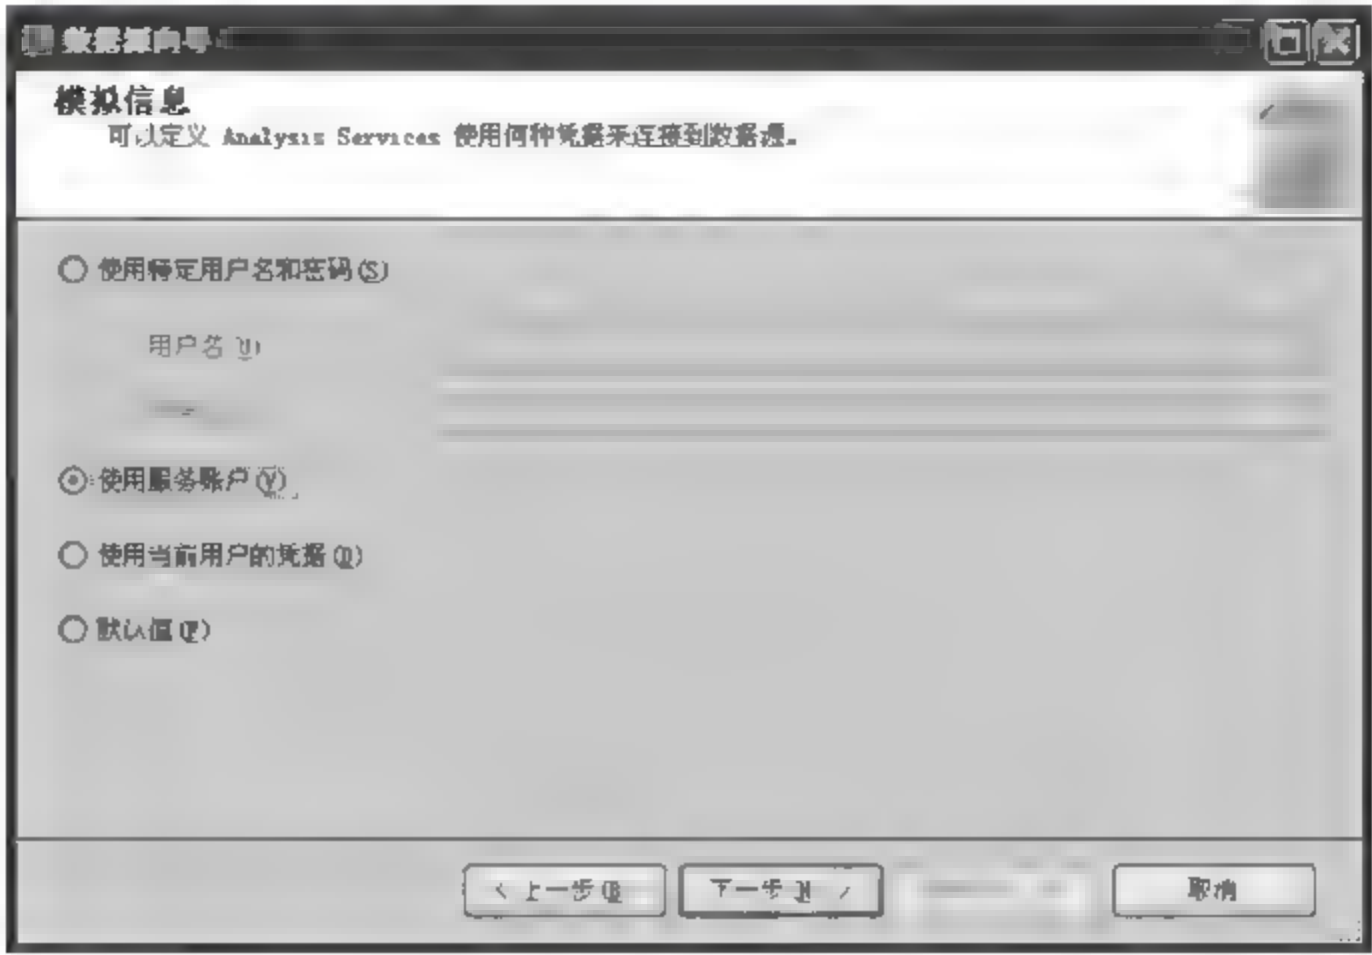 数据源向导
模拟信息
可以定义 Analysis Services 使用何种凭据来连接到数据源。
使用特定用户名和密码(S)
用户名(U)
使用服务账户(V)
使用当前用户的凭据(Q)
默认值(F)
< 上一步(B)
下一步(N) >
取消